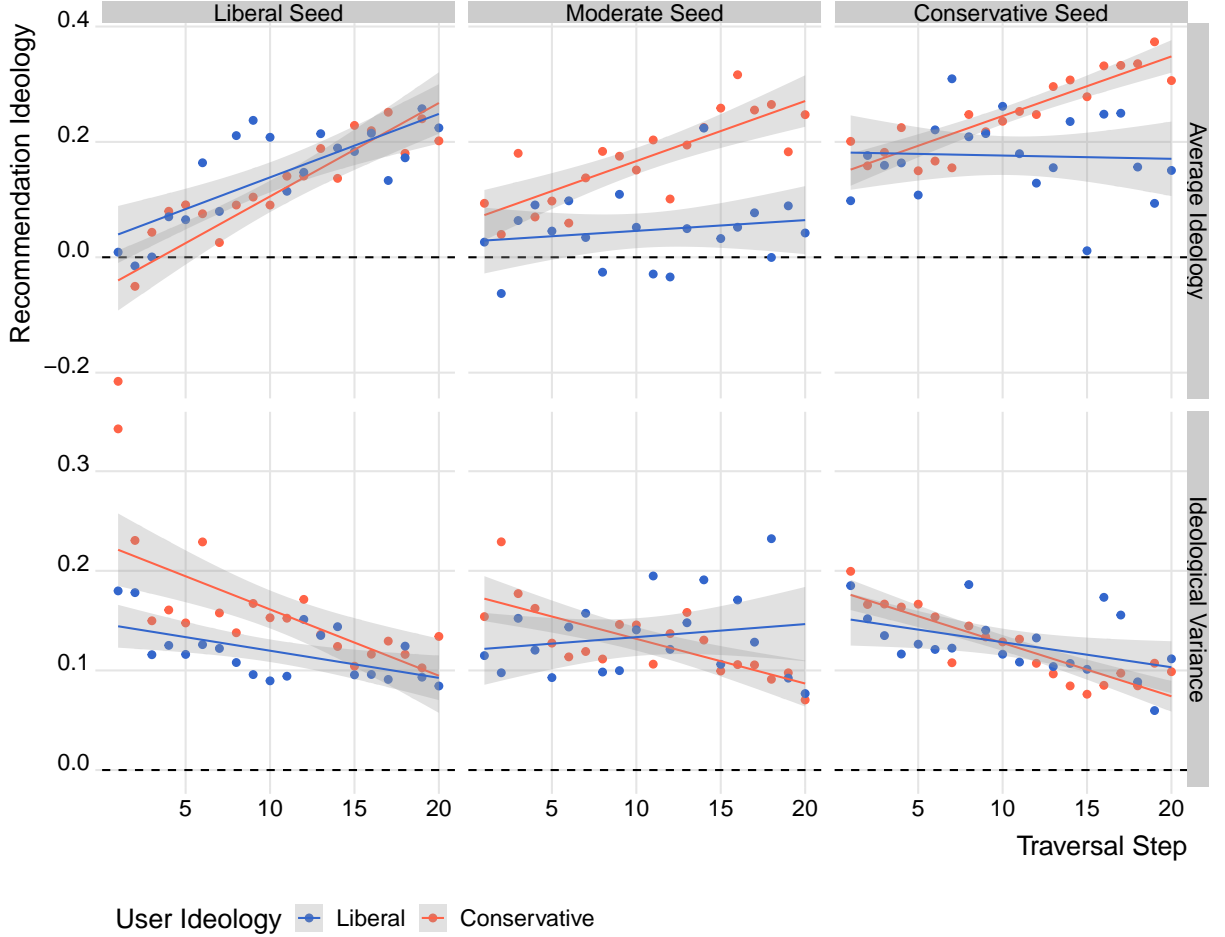 Liberal Seed Moderate Seed Conservative Seed
0.4
0.2
0.0
−0.2
Recommendation Ideology
Average Ideology
0.3
0.2
0.1
0.0
Ideological Variance
5 10 15 20 5 10 15 20 5 10 15 20
Traversal Step
User Ideology Liberal Conservative